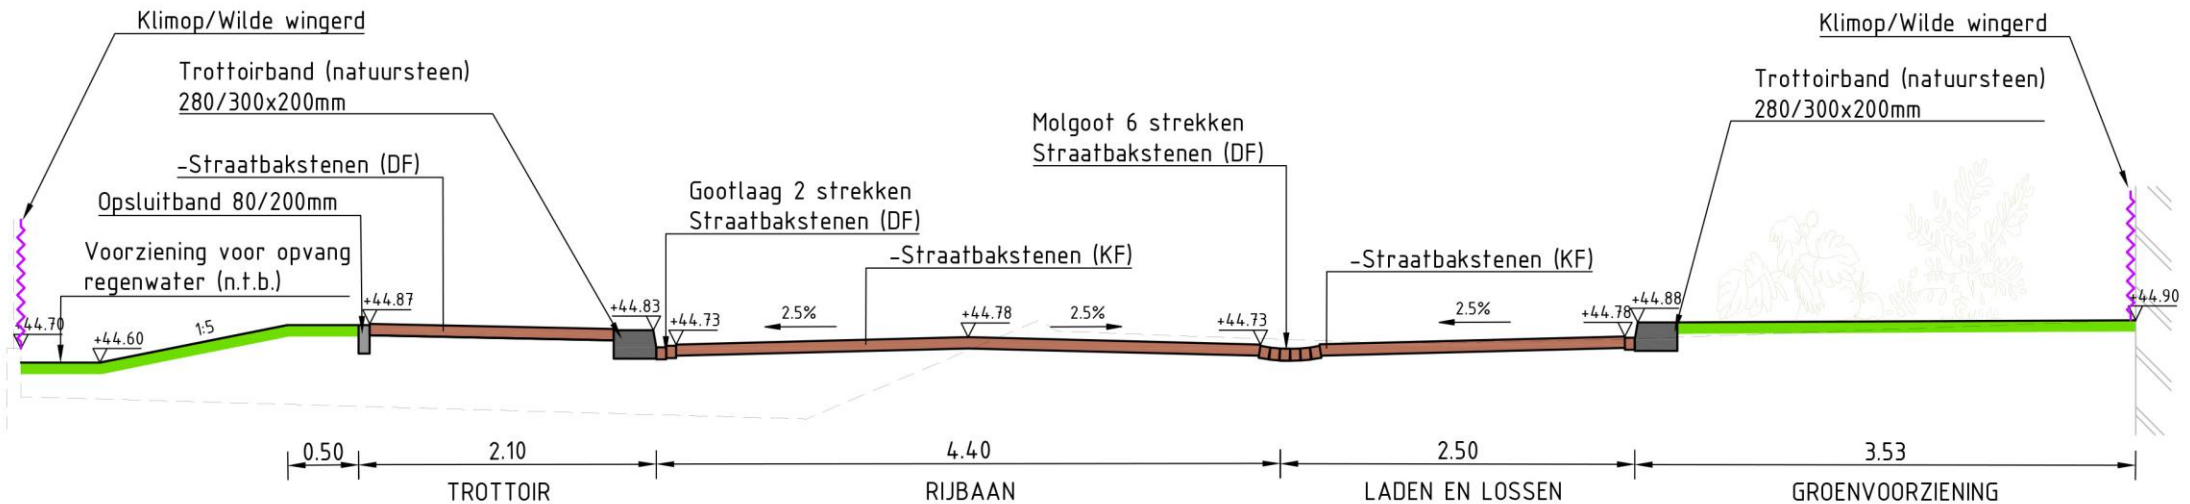 Klimop/Wilde wingerd
Klimop/Wilde wingerd
Trottoirband (natuursteen)
280/300x200mm
Trottoirband (natuursteen)
280/300x200mm
Molgoot 6 strekken
Straatbakstenen (DF)
-Straatbakstenen (DF)
Gootlaag 2 strekken
Straatbakstenen (DF)
Opsluitband 80/200mm
Voorziening voor opvang
regenwater (n.t.b.)
-Straatbakstenen (KF)
-Straatbakstenen (KF)
+44.70
+44.60
1:5
+44.87
+44.83
+44.73
2.5%
+44.78
2.5%
+44.73
2.5%
+44.78
+44.88
+44.90
0.50
2.10
4.40
2.50
3.53
TROTTOIR
RIJBAAN
LADEN EN LOSSEN
GROENVOORZIENING